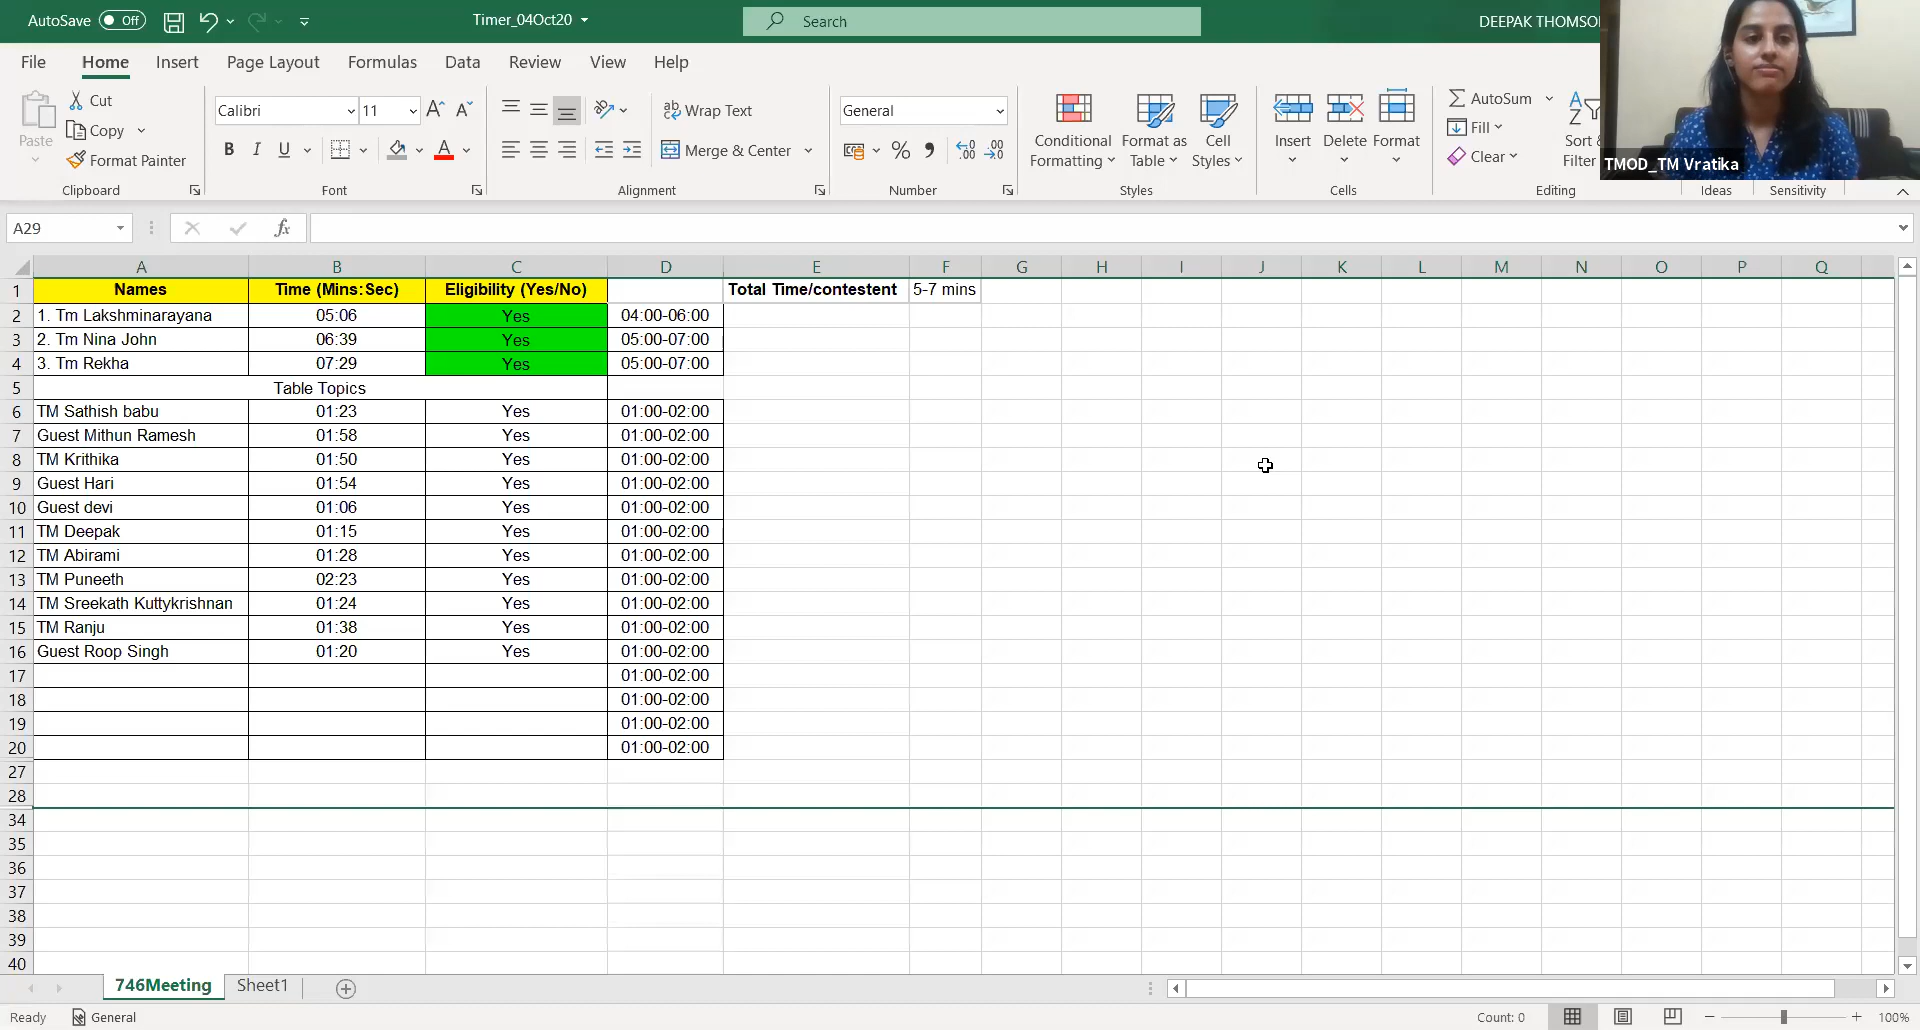 AutoSave Off Timer_04Oct20 Search DEEPAK THOMSO
File Home Insert Page Layout Formulas Data Review View Help
Paste Cut Copy Format Painter Clipboard
Calibri 11 B I U A Font
ab Wrap Text Merge & Center Alignment
General % Number
Conditional Formatting Format as Table Cell Styles Styles
Insert Delete Format Cells
AutoSum Fill Clear Sort & Filter Editing
Ideas Sensitivity
TMOD_TM Vratika
A29 fx
A B C D E F G H I J K L M N O P Q
1 Names Time (Mins:Sec) Eligibility (Yes/No) Total Time/contestent 5-7 mins
2 1. Tm Lakshminarayana 05:06 Yes 04:00-06:00
3 2. Tm Nina John 06:39 Yes 05:00-07:00
4 3. Tm Rekha 07:29 Yes 05:00-07:00
5 Table Topics
6 TM Sathish babu 01:23 Yes 01:00-02:00
7 Guest Mithun Ramesh 01:58 Yes 01:00-02:00
8 TM Krithika 01:50 Yes 01:00-02:00
9 Guest Hari 01:54 Yes 01:00-02:00
10 Guest devi 01:06 Yes 01:00-02:00
11 TM Deepak 01:15 Yes 01:00-02:00
12 TM Abirami 01:28 Yes 01:00-02:00
13 TM Puneeth 02:23 Yes 01:00-02:00
14 TM Sreekath Kuttykrishnan 01:24 Yes 01:00-02:00
15 TM Ranju 01:38 Yes 01:00-02:00
16 Guest Roop Singh 01:20 Yes 01:00-02:00
17 01:00-02:00
18 01:00-02:00
19 01:00-02:00
20 01:00-02:00
27
28
34
35
36
37
38
39
40
746Meeting Sheet1
Ready General Count: 0 100%